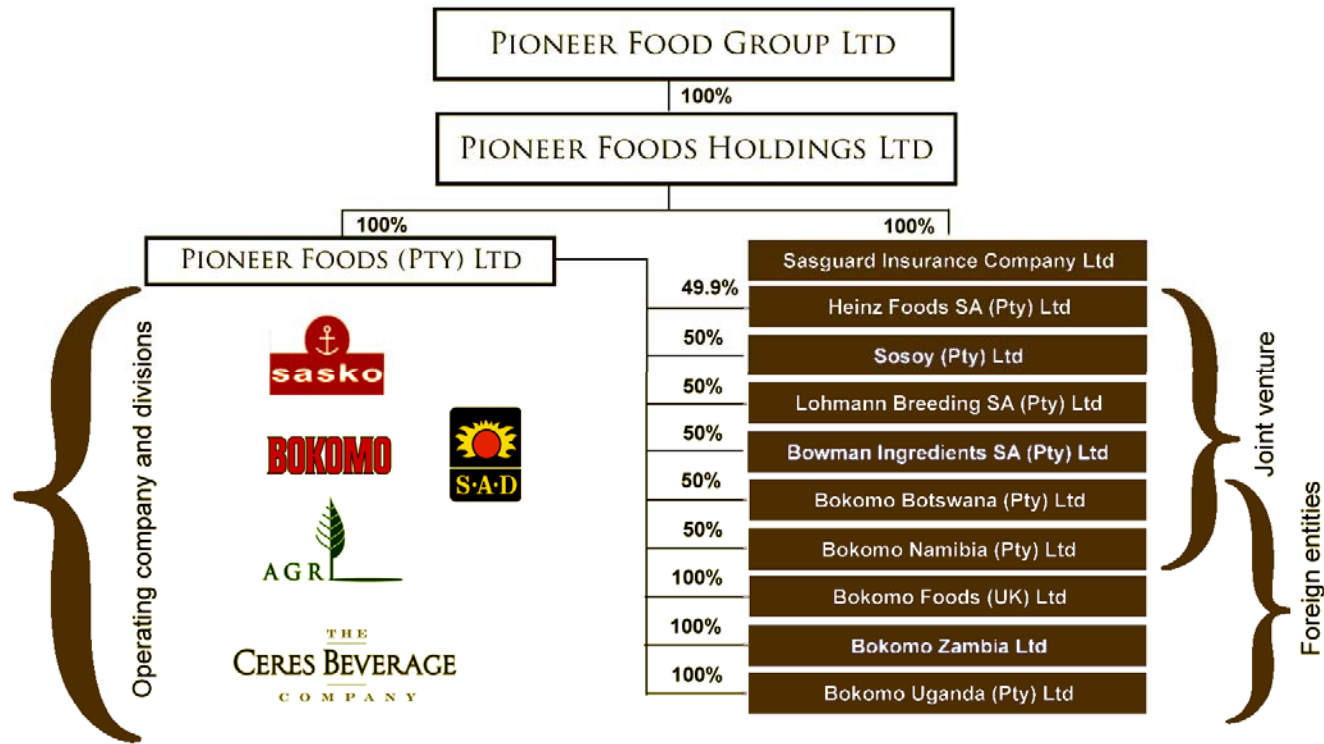 PIONEER FOOD GROUP LTD
100%
PIONEER FOODS HOLDINGS LTD
100%
100%
PIONEER FOODS (PTY) LTD
Sasguard Insurance Company Ltd
49.9%
Heinz Foods SA (Pty) Ltd
50%
Sosoy (Pty) Ltd
50%
Lohmann Breeding SA (Pty) Ltd
50%
Bowman Ingredients SA (Pty) Ltd
50%
Bokomo Botswana (Pty) Ltd
50%
Bokomo Namibia (Pty) Ltd
100%
Bokomo Foods (UK) Ltd
100%
Bokomo Zambia Ltd
100%
Bokomo Uganda (Pty) Ltd
Operating company and divisions
sasko
BOKOMO
S·A·D
AGRI
THE
CERES BEVERAGE
COMPANY
Joint venture
Foreign entities